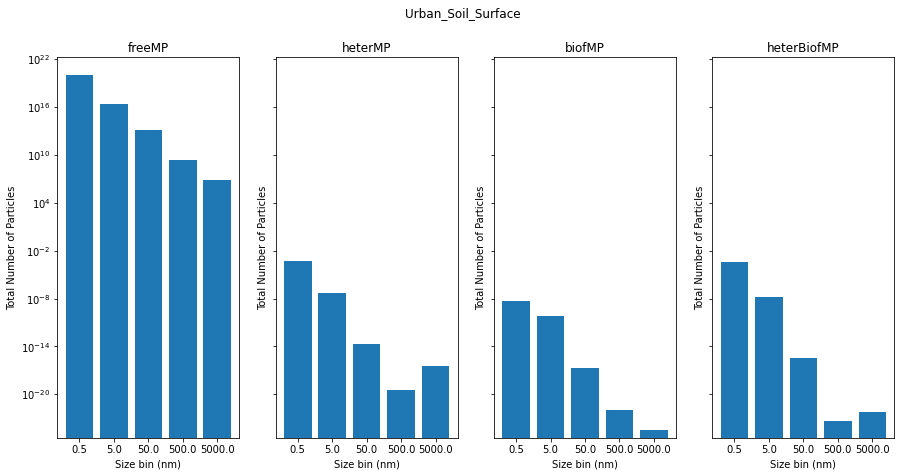 Urban_Soil_Surface
freeMP
heterMP
biofMP
heterBiofMP
Total Number of Particles
10^22
10^16
10^10
10^4
10^-2
10^-8
10^-14
10^-20
Total Number of Particles
Total Number of Particles
Total Number of Particles
0.5 5.0 50.0 500.0 5000.0
0.5 5.0 50.0 500.0 5000.0
0.5 5.0 50.0 500.0 5000.0
0.5 5.0 50.0 500.0 5000.0
Size bin (nm)
Size bin (nm)
Size bin (nm)
Size bin (nm)